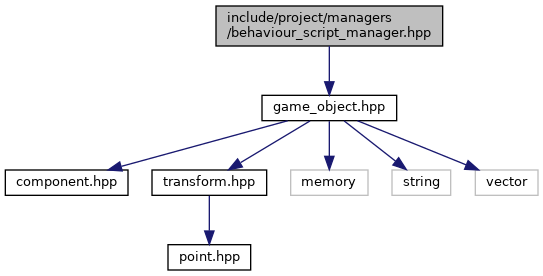 include/project/managers
/behaviour_script_manager.hpp
game_object.hpp
component.hpp
transform.hpp
memory
string
vector
point.hpp